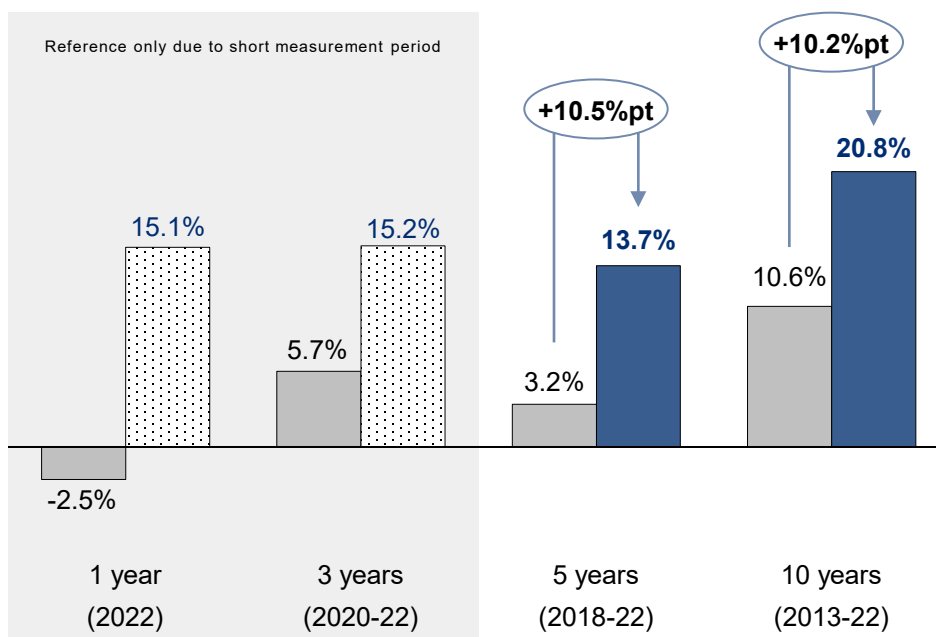 Reference only due to short measurement period
+10.2%pt
+10.5%pt
20.8%
15.1%
15.2%
13.7%
10.6%
5.7%
3.2%
-2.5%
1 year
(2022)
3 years
(2020-22)
5 years
(2018-22)
10 years
(2013-22)